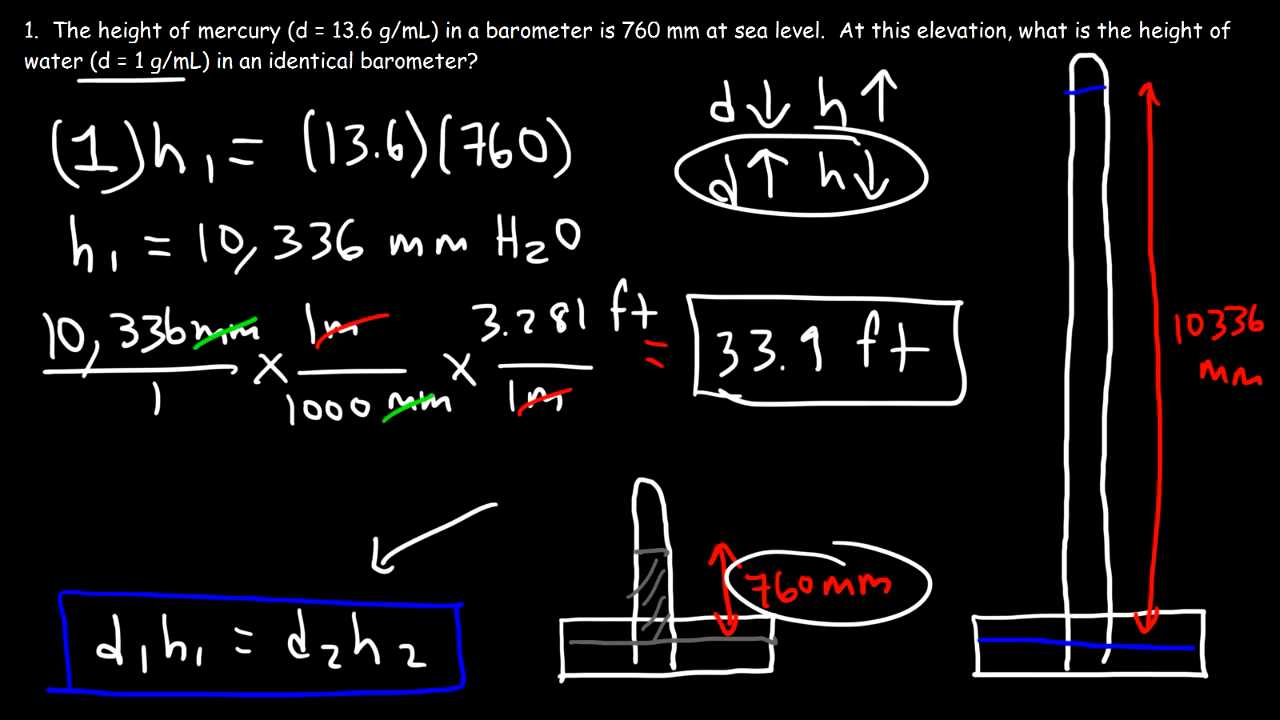 1. The height of mercury (d = 13.6 g/mL) in a barometer is 760 mm at sea level. At this elevation, what is the height of
water (d = 1 g/mL) in an identical barometer?
d↓ h↑
(1)h₁ = (13.6)(760)
d↑ h↓
h₁ = 10,336 mm H₂O
10,336mm/1 × 1m/1000 mm × 3.281 ft/1m = 33.9 ft
10336
mm
760mm
d₁h₁ = d₂h₂